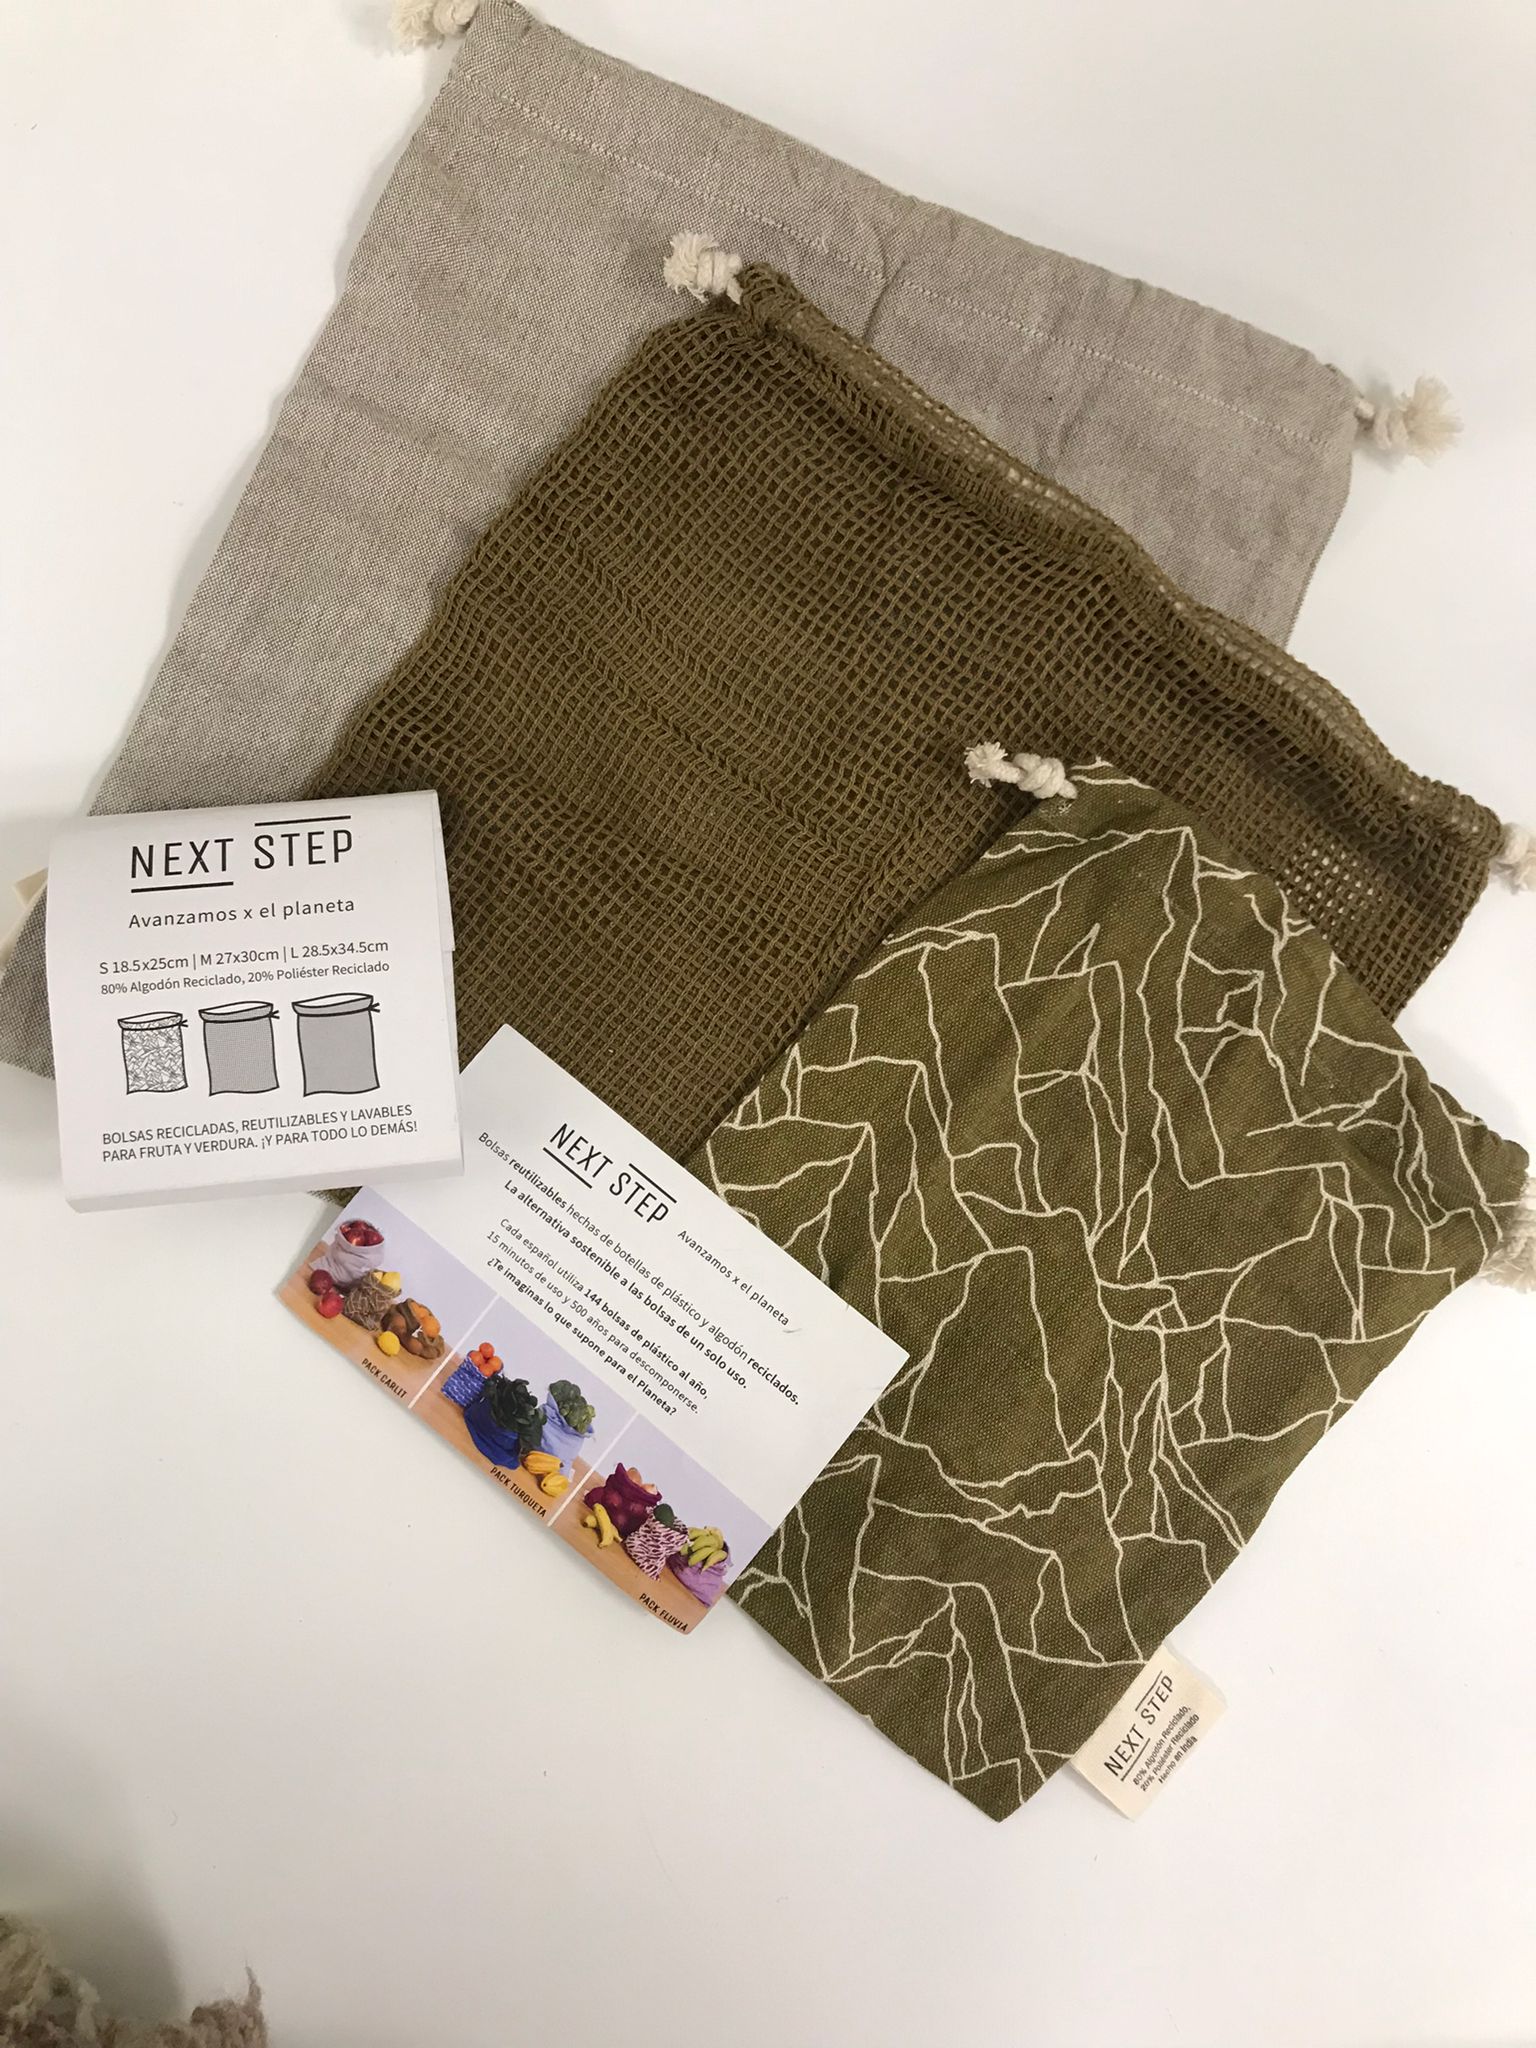 NEXT STEP
Avanzamos x el planeta
S 18.5x25cm | M 27x30cm | L 28.5x34.5cm
80% Algodón Reciclado, 20% Poliéster Reciclado
BOLSAS RECICLADAS, REUTILIZABLES Y LAVABLES
PARA FRUTA Y VERDURA. ¡Y PARA TODO LO DEMÁS!
NEXT STEP
Avanzamos x el planeta
Bolsas reutilizables hechas de botellas de plástico y algodón reciclados.
La alternativa sostenible a las bolsas de un solo uso.
Cada español utiliza 144 bolsas de plástico al año,
15 minutos de uso y 500 años para descomponerse.
¿Te imaginas lo que supone para el Planeta?
PACK CARLIT
PACK TURQUETA
PACK FLUVIÀ
NEXT STEP
80% Algodón Reciclado,
20% Poliéster Reciclado
Hecho en India